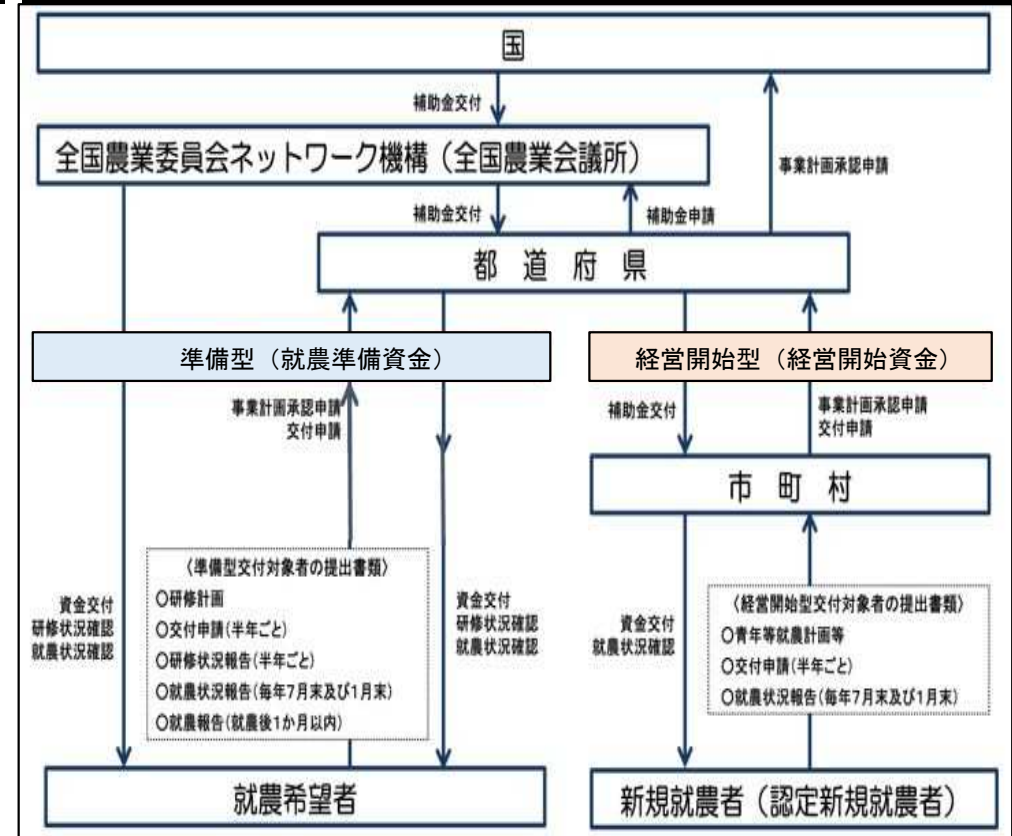 国
補助金交付
全国農業委員会ネットワーク機構（全国農業会議所）
事業計画承認申請
補助金交付
補助金申請
都 道 府 県
準備型（就農準備資金）
経営開始型（経営開始資金）
事業計画承認申請
交付申請
補助金交付
事業計画承認申請
交付申請
市 町 村
〈準備型交付対象者の提出書類〉
○研修計画
○交付申請(半年ごと)
○研修状況報告(半年ごと)
○就農状況報告(毎年7月末及び1月末)
○就農報告(就農後1か月以内)
資金交付
研修状況確認
就農状況確認
資金交付
研修状況確認
就農状況確認
資金交付
就農状況確認
〈経営開始型交付対象者の提出書類〉
○青年等就農計画等
○交付申請(半年ごと)
○就農状況報告(毎年7月末及び1月末)
就農希望者
新規就農者（認定新規就農者）